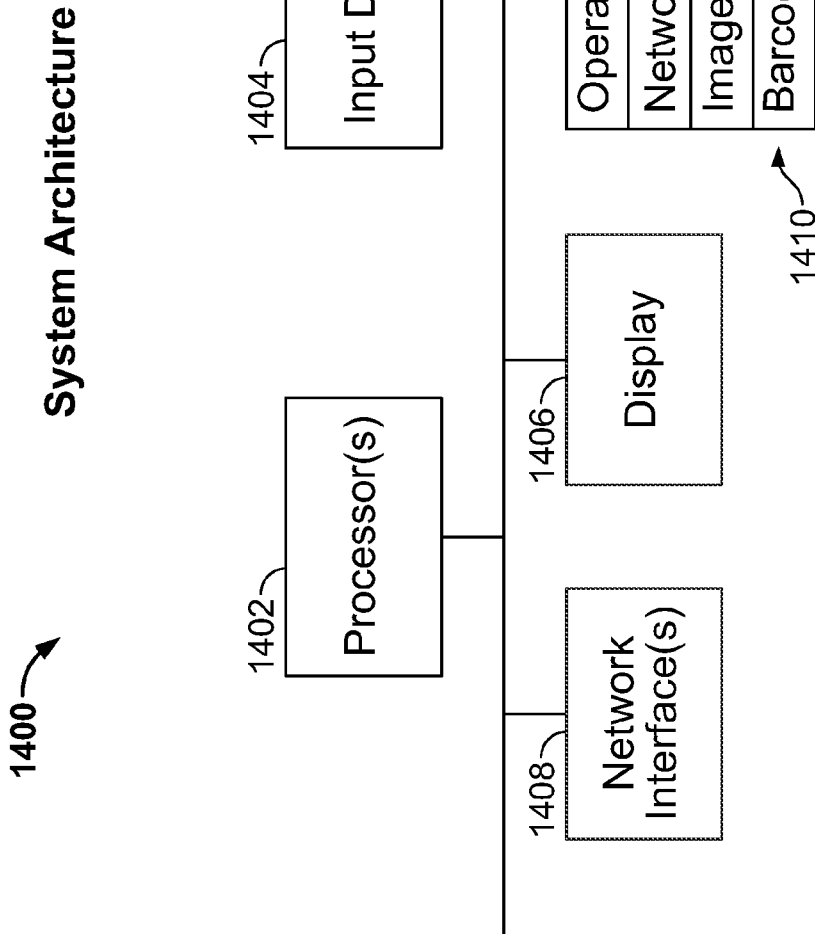 1400
System Architecture
1402
Processor(s)
1404
Input D
1408
Network
Interface(s)
1406
Display
1410
Opera
Netwo
Image
Barco